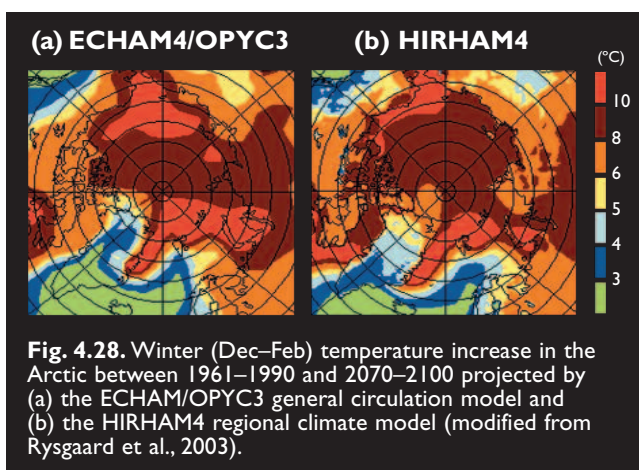 (a) ECHAM4/OPYC3 (b) HIRHAM4
(°C)
10
8
6
5
4
3
Fig. 4.28. Winter (Dec–Feb) temperature increase in the
Arctic between 1961–1990 and 2070–2100 projected by
(a) the ECHAM/OPYC3 general circulation model and
(b) the HIRHAM4 regional climate model (modified from
Rysgaard et al., 2003).